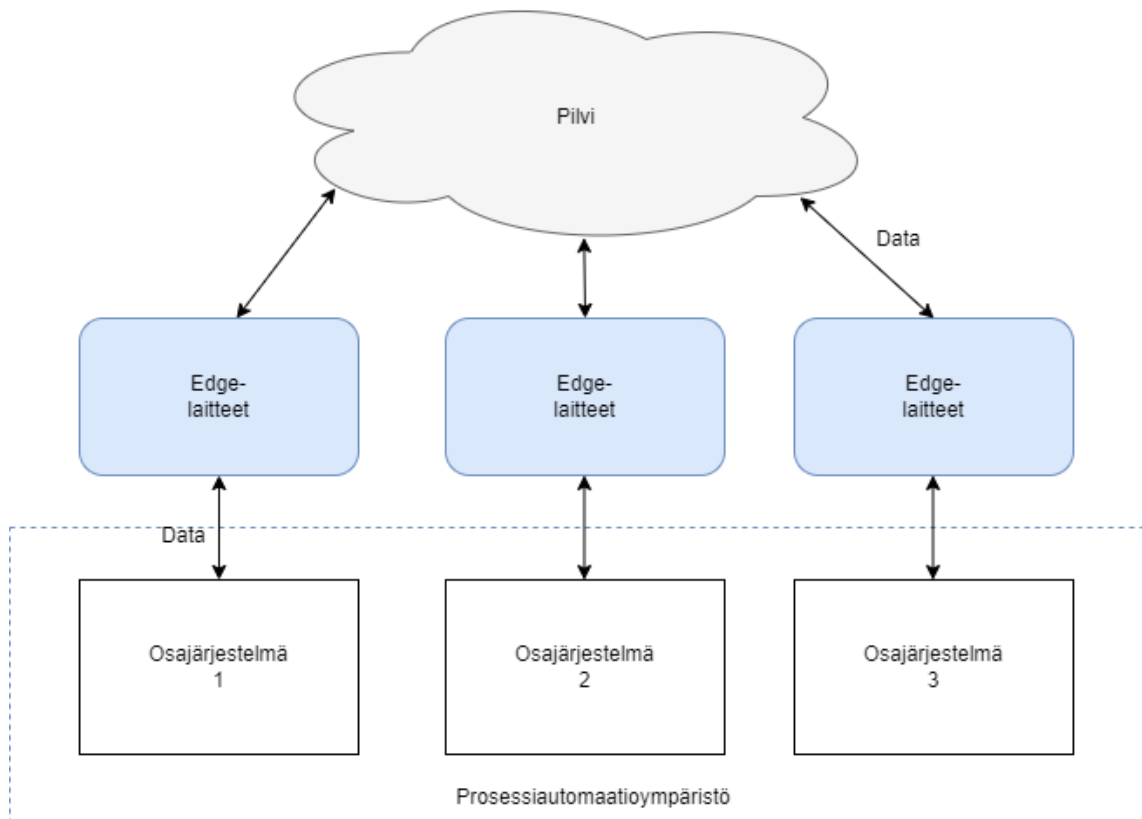 Pilvi
Data
Edge-
laitteet
Edge-
laitteet
Edge-
laitteet
Data
Osajärjestelmä
1
Osajärjestelmä
2
Osajärjestelmä
3
Prosessiautomaatioympäristö